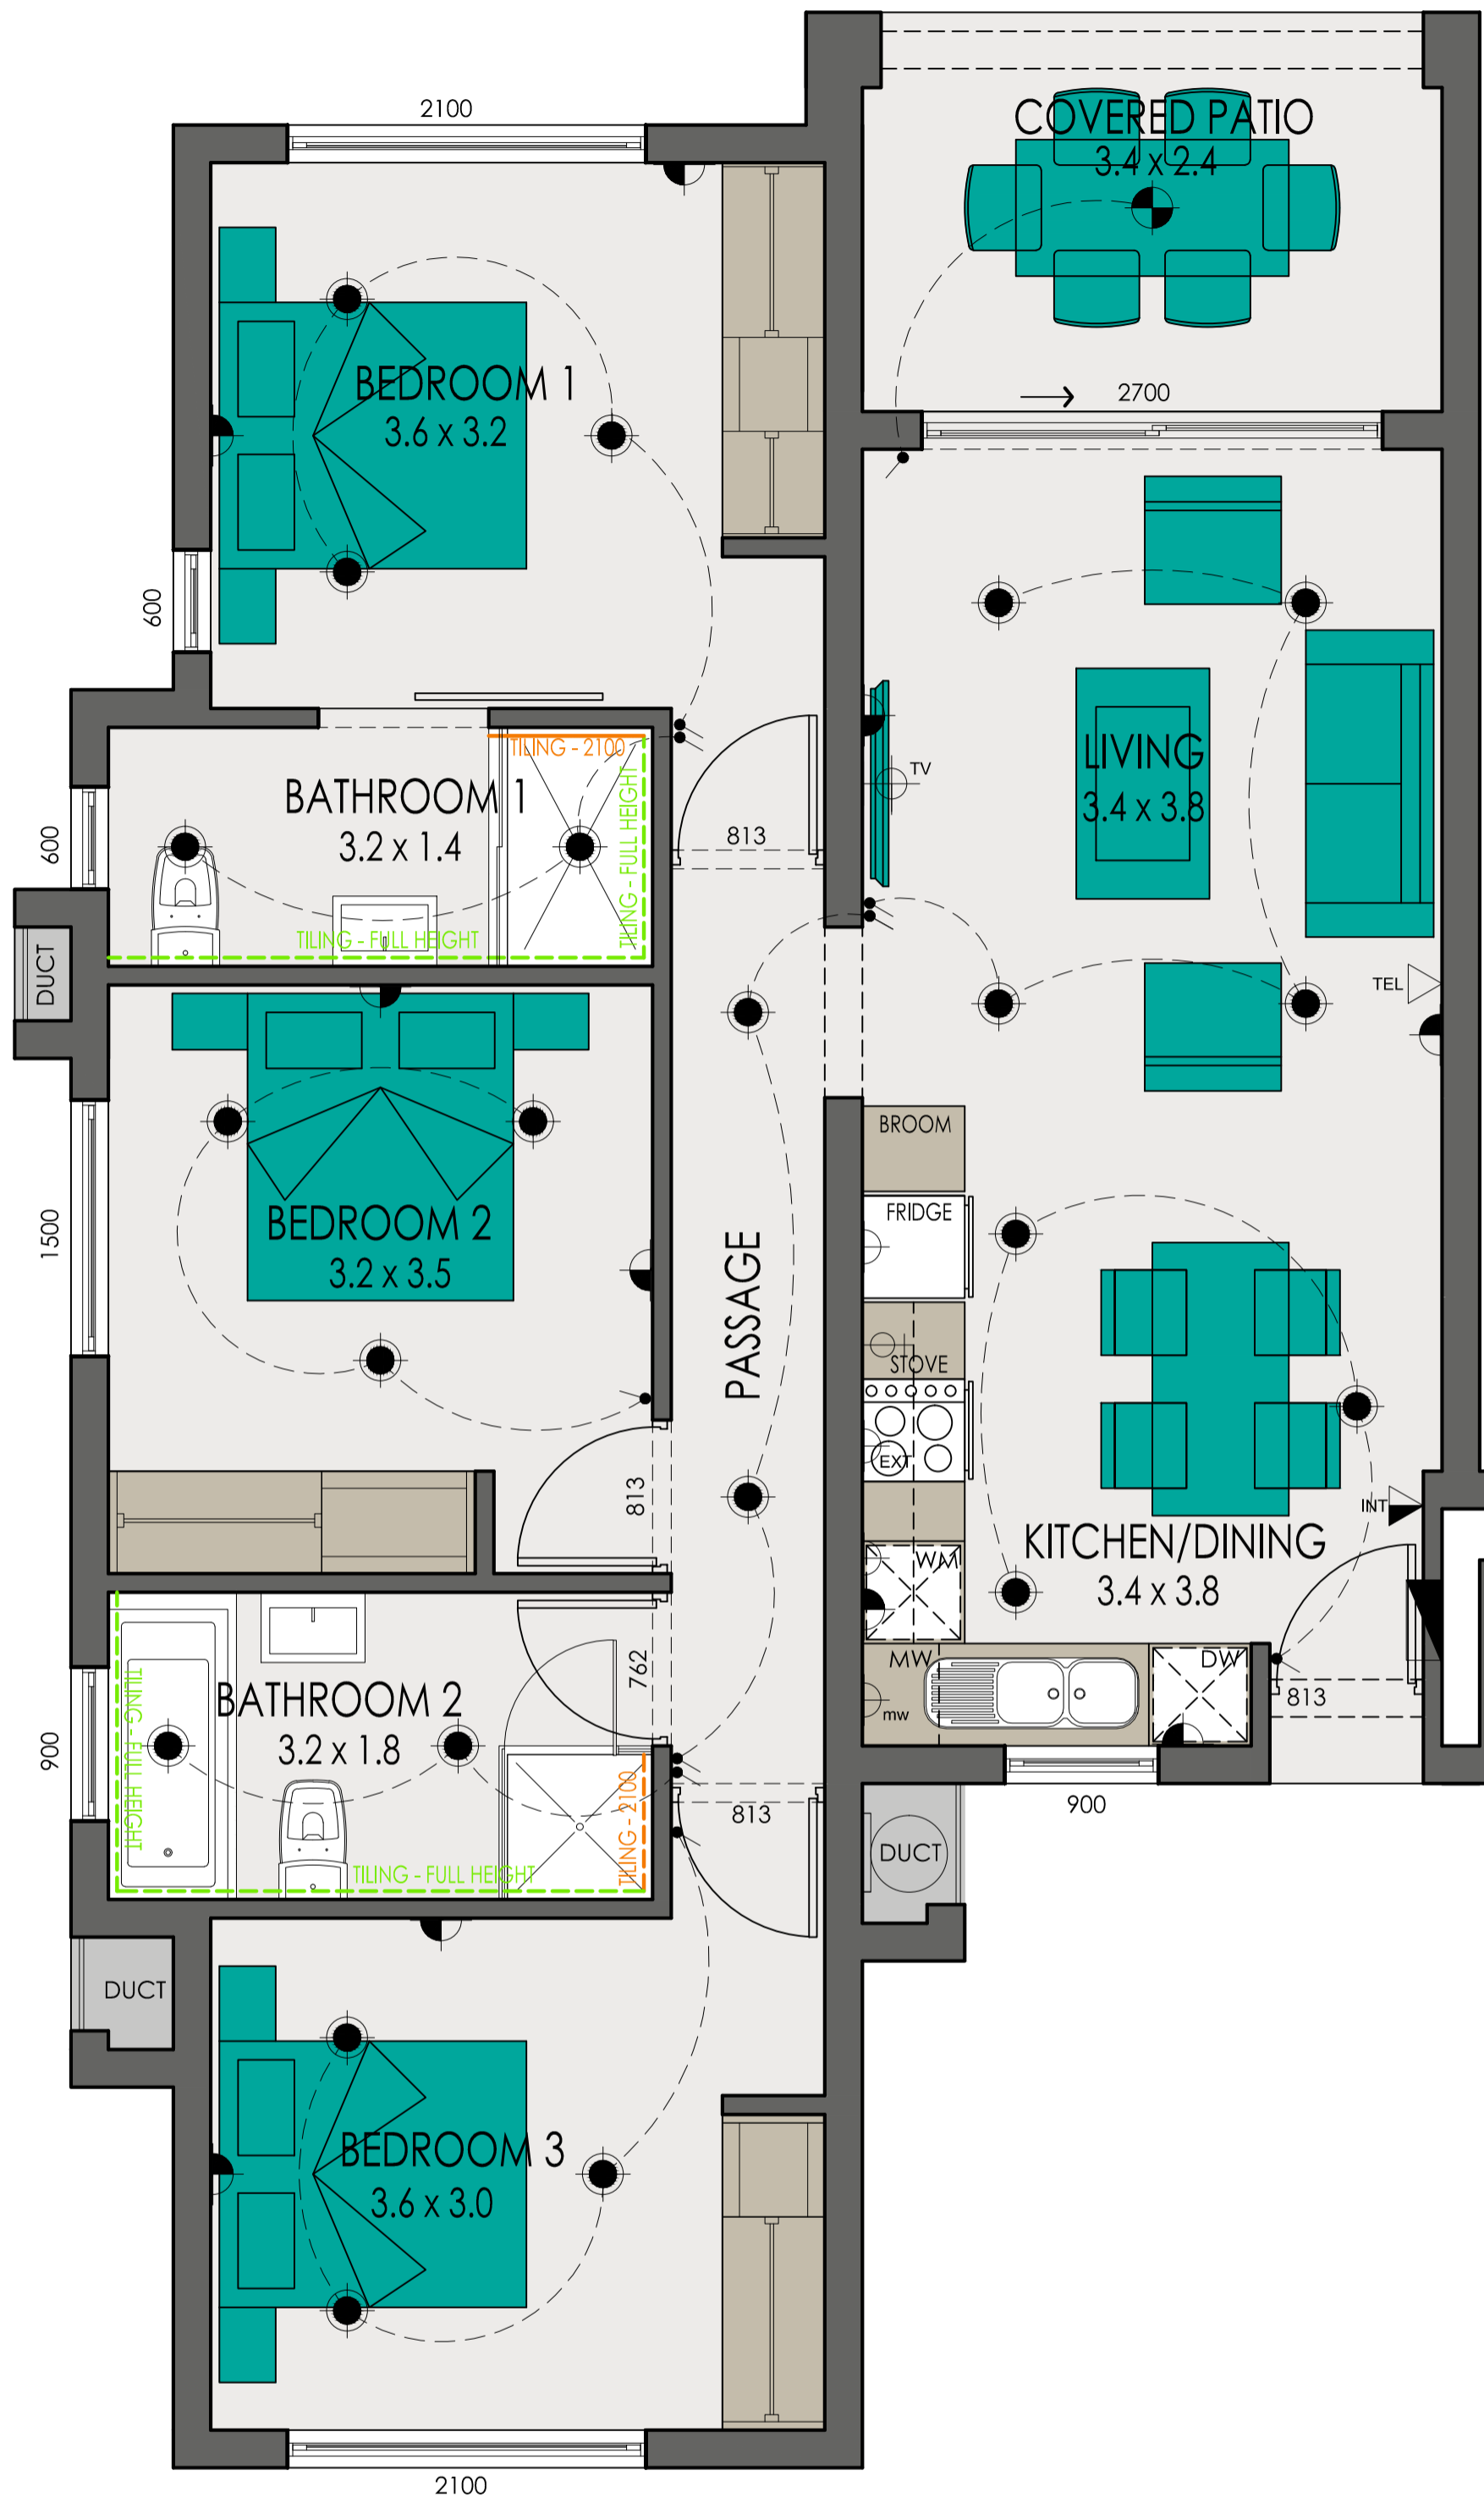 2100
COVERED PATIO
3.4 x 2.4
BEDROOM 1
3.6 x 3.2
2700
600
TILING - 2100
TILING - FULL HEIGHT
BATHROOM 1
3.2 x 1.4
600
TILING - FULL HEIGHT
813
LIVING
3.4 x 3.8
TV
DUCT
TEL
BROOM
FRIDGE
STOVE
EXT
1500
BEDROOM 2
3.2 x 3.5
PASSAGE
813
INT
KITCHEN/DINING
3.4 x 3.8
WM
MW
mw
DW
813
762
BATHROOM 2
3.2 x 1.8
900
TILING - FULL HEIGHT
TILING - FULL HEIGHT
TILING - 2100
813
900
DUCT
DUCT
BEDROOM 3
3.6 x 3.0
2100